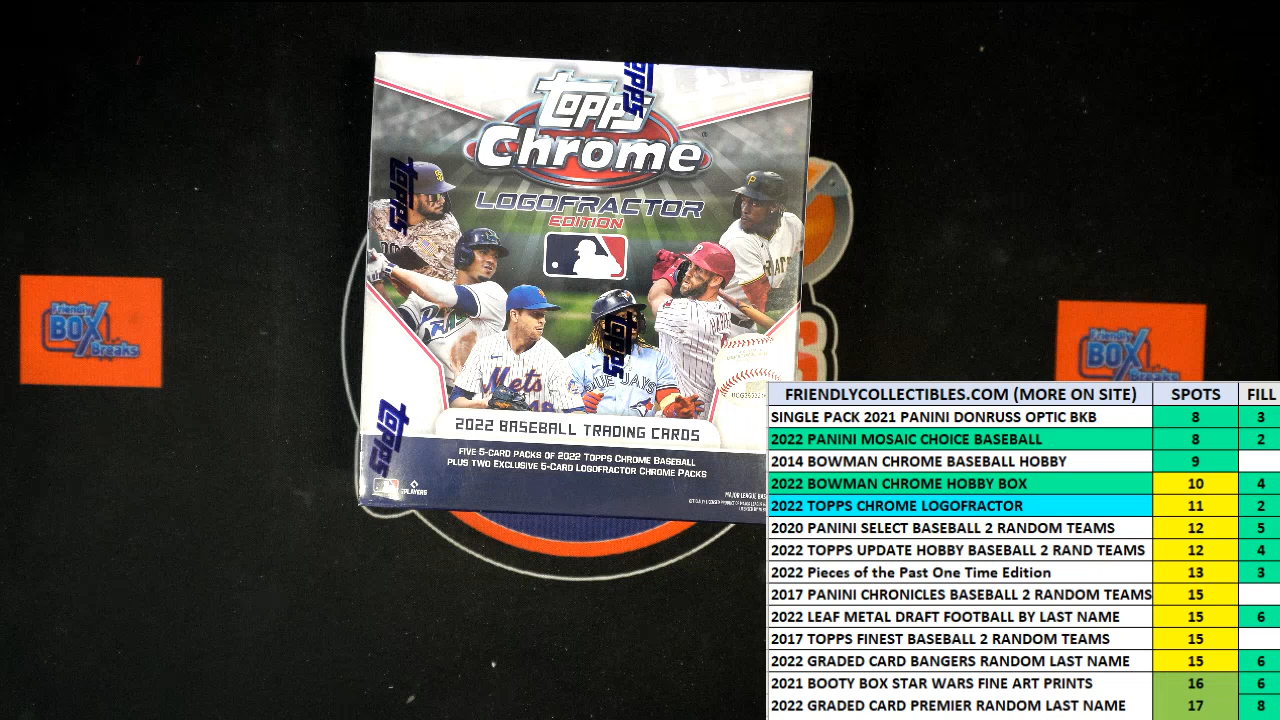 topps
Chrome
LOGOFRACTOR
EDITION
topps
topps
topps
topps
Mets
BLUE JAYS
2022 BASEBALL TRADING CARDS
FIVE 5-CARD PACKS OF 2022 TOPPS CHROME BASEBALL
PLUS TWO EXCLUSIVE 5-CARD LOGOFRACTOR CHROME PACKS
PLAYERS
MAJOR LEAGUE BAS
Friendly
BOX
Breaks
Friendly
BOX
Breaks
FRIENDLYCOLLECTIBLES.COM (MORE ON SITE) SPOTS FILL
SINGLE PACK 2021 PANINI DONRUSS OPTIC BKB 8 3
2022 PANINI MOSAIC CHOICE BASEBALL 8 2
2014 BOWMAN CHROME BASEBALL HOBBY 9
2022 BOWMAN CHROME HOBBY BOX 10 4
2022 TOPPS CHROME LOGOFRACTOR 11 2
2020 PANINI SELECT BASEBALL 2 RANDOM TEAMS 12 5
2022 TOPPS UPDATE HOBBY BASEBALL 2 RAND TEAMS 12 4
2022 Pieces of the Past One Time Edition 13 3
2017 PANINI CHRONICLES BASEBALL 2 RANDOM TEAMS 15
2022 LEAF METAL DRAFT FOOTBALL BY LAST NAME 15 6
2017 TOPPS FINEST BASEBALL 2 RANDOM TEAMS 15
2022 GRADED CARD BANGERS RANDOM LAST NAME 15 6
2021 BOOTY BOX STAR WARS FINE ART PRINTS 16 6
2022 GRADED CARD PREMIER RANDOM LAST NAME 17 8